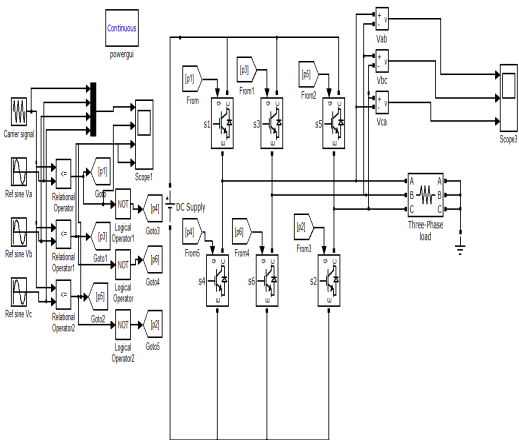 Continuous
powergui
Carrier signal
Ref sine Va
Ref sine Vb
Ref sine Vc
<=
Relational
Operator
<=
Relational
Operator1
<=
Relational
Operator2
[p1]
Goto
[p3]
Goto1
[p5]
Goto2
NOT
Logical
Operator1
NOT
Logical
Operator
NOT
Logical
Operator2
[p4]
Goto3
[p6]
Goto4
[p2]
Goto5
Scope1
DC Supply
[p1]
From
[p3]
From1
[p5]
From2
s1
s3
s5
g C
E
g C
E
g C
E
[p4]
From5
[p6]
From4
[p2]
From3
s4
s6
s2
g C
E
g C
E
g C
E
+ v
-
Vab
+ v
-
Vbc
+ v
-
Vca
Scope3
A A
B B
C C
Three-Phase
load